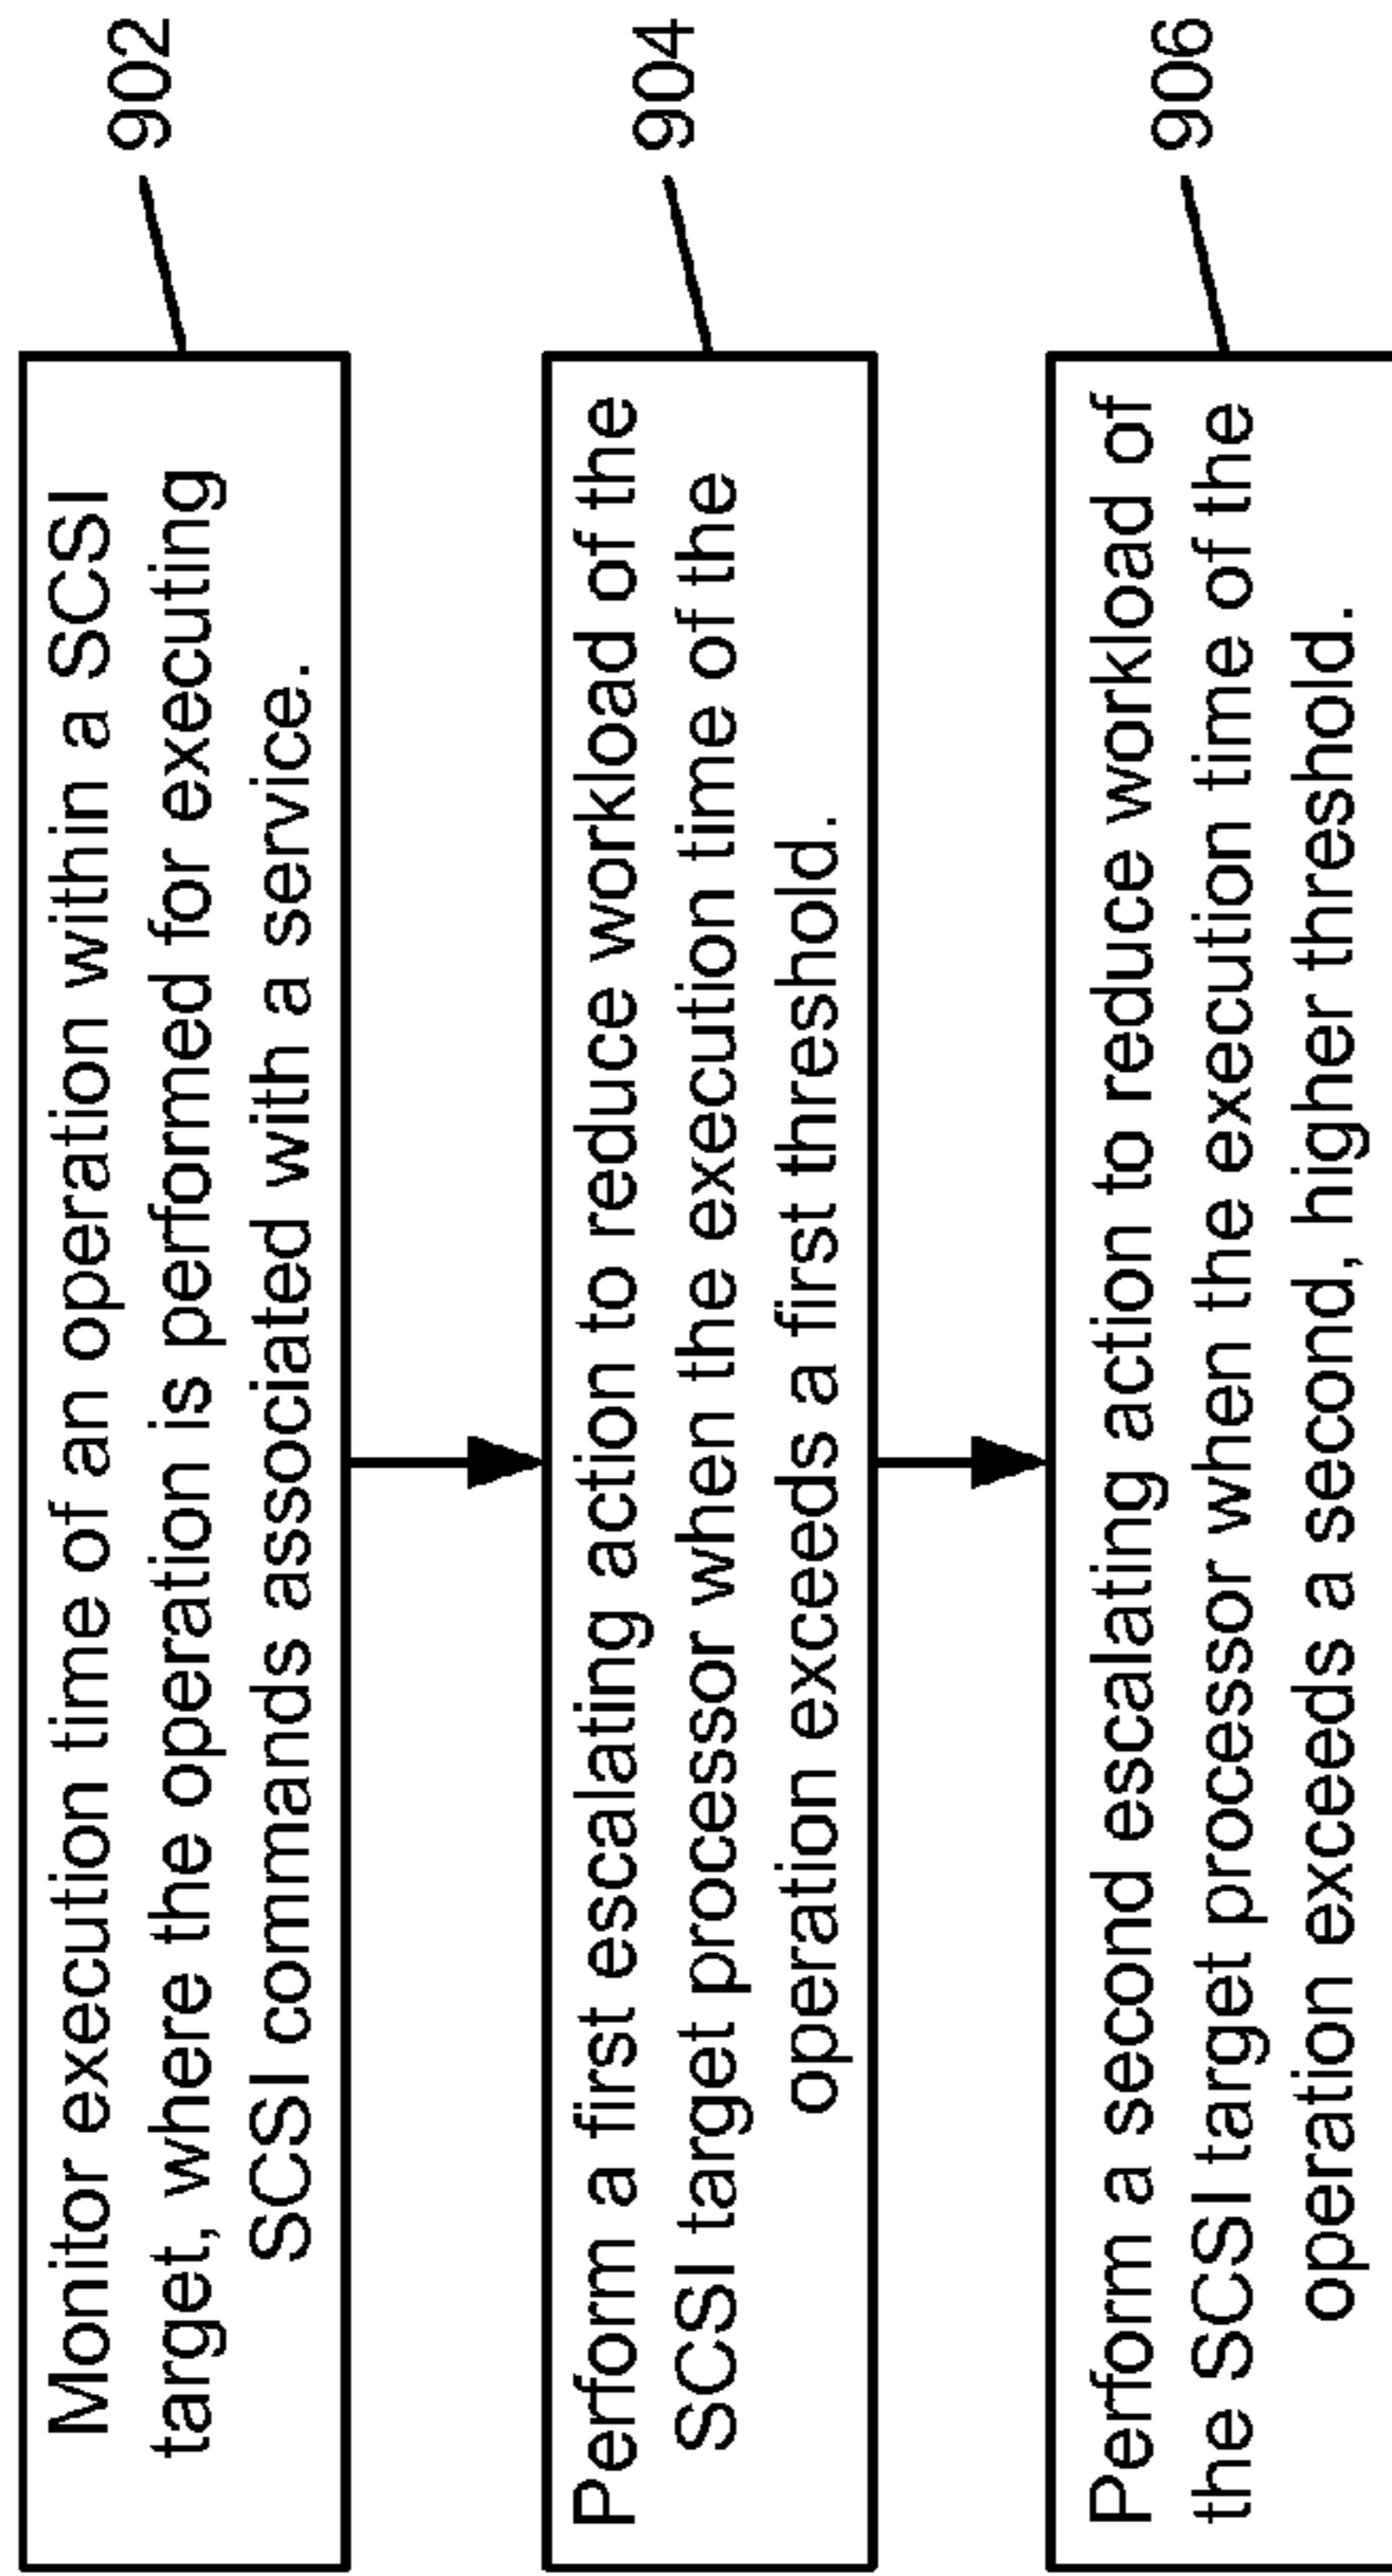 Monitor execution time of an operation within a SCSI
target, where the operation is performed for executing
SCSI commands associated with a service.
902
Perform a first escalating action to reduce workload of the
SCSI target processor when the execution time of the
operation exceeds a first threshold.
904
Perform a second escalating action to reduce workload of
the SCSI target processor when the execution time of the
operation exceeds a second, higher threshold.
906